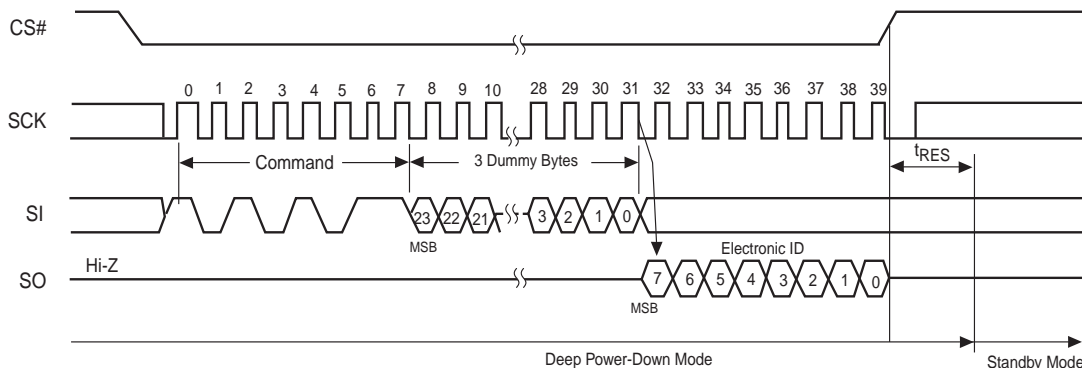 CS#
0 1 2 3 4 5 6 7 8 9 10 28 29 30 31 32 33 34 35 36 37 38 39
SCK
Command
3 Dummy Bytes
tRES
SI
23 22 21 3 2 1 0
MSB
Electronic ID
Hi-Z
SO
7 6 5 4 3 2 1 0
MSB
Deep Power-Down Mode
Standby Mode